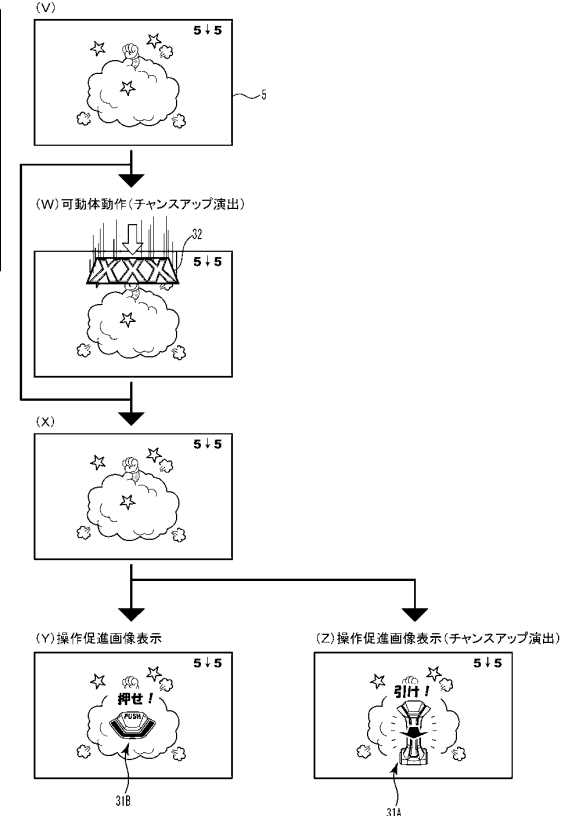 (V)
5↓5
5
(W)可動体動作(チャンスアップ演出)
32
XXX
5↓5
(X)
5↓5
(Y)操作促進画像表示
(Z)操作促進画像表示(チャンスアップ演出)
5↓5
押せ!
PUSH
31B
5↓5
引け!
31A